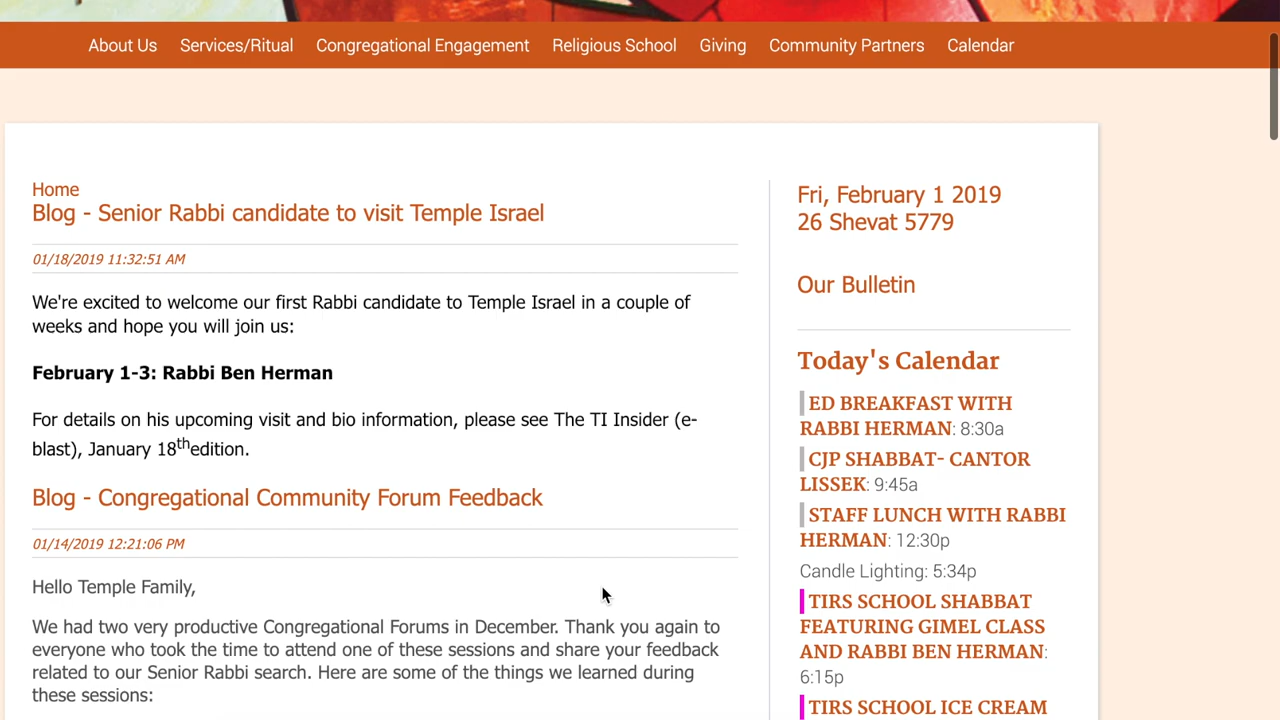 About Us Services/Ritual Congregational Engagement Religious School Giving Community Partners Calendar
Home
Blog - Senior Rabbi candidate to visit Temple Israel
01/18/2019 11:32:51 AM
We're excited to welcome our first Rabbi candidate to Temple Israel in a couple of
weeks and hope you will join us:
February 1-3: Rabbi Ben Herman
For details on his upcoming visit and bio information, please see The TI Insider (e-
blast), January 18thedition.
Blog - Congregational Community Forum Feedback
01/14/2019 12:21:06 PM
Hello Temple Family,
We had two very productive Congregational Forums in December. Thank you again to
everyone who took the time to attend one of these sessions and share your feedback
related to our Senior Rabbi search. Here are some of the things we learned during
these sessions:
Fri, February 1 2019
26 Shevat 5779
Our Bulletin
Today's Calendar
ED BREAKFAST WITH
RABBI HERMAN: 8:30a
CJP SHABBAT- CANTOR
LISSEK: 9:45a
STAFF LUNCH WITH RABBI
HERMAN: 12:30p
Candle Lighting: 5:34p
TIRS SCHOOL SHABBAT
FEATURING GIMEL CLASS
AND RABBI BEN HERMAN:
6:15p
TIRS SCHOOL ICE CREAM